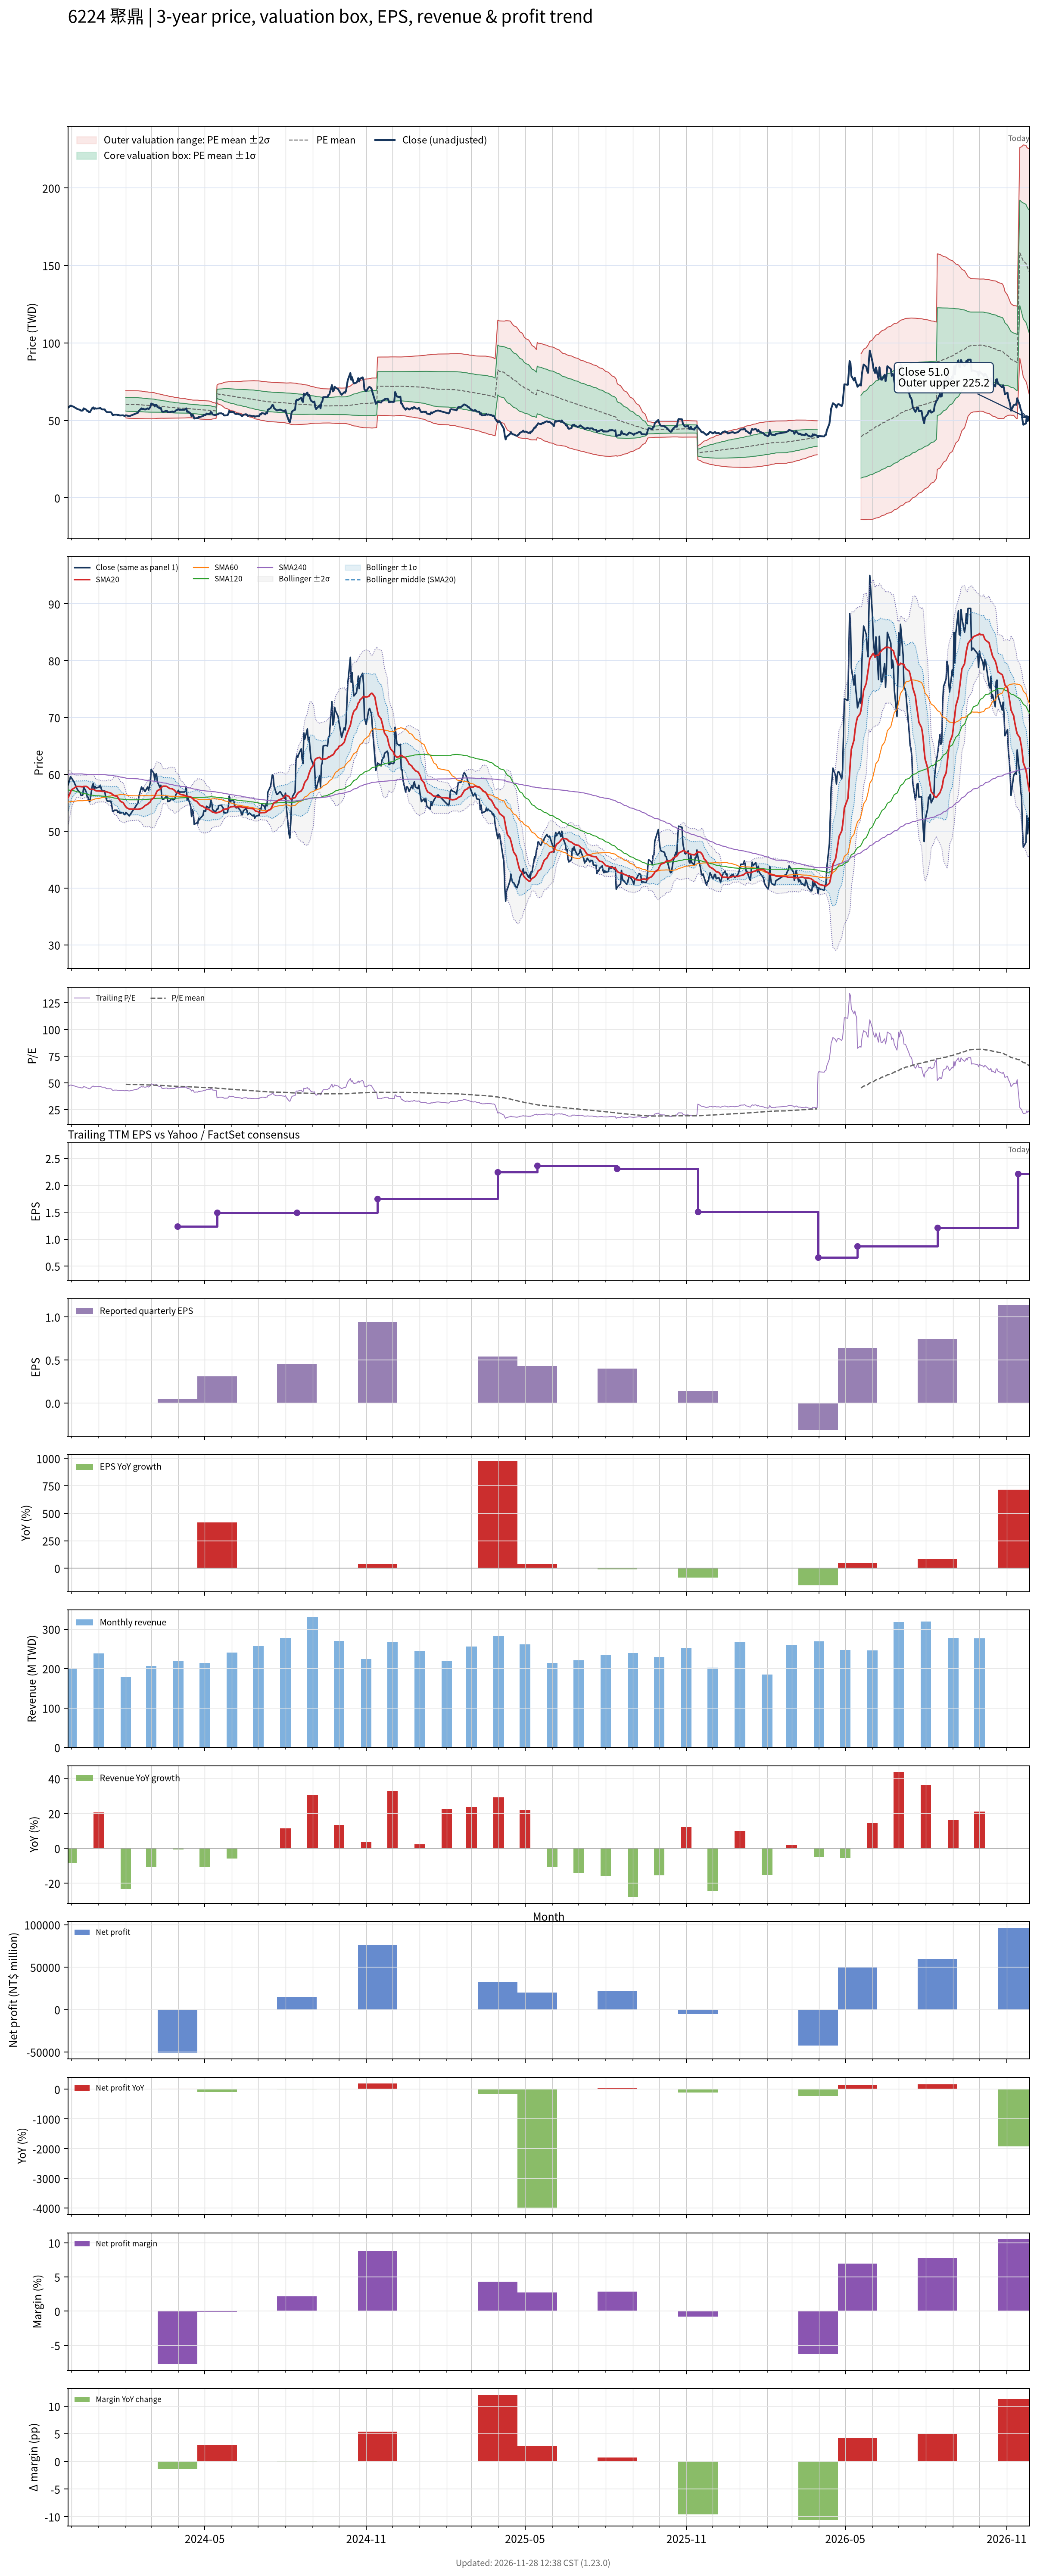 6224 聚鼎 | 3-year price, valuation box, EPS, revenue & profit trend
Outer valuation range: PE mean ±2σ
Core valuation box: PE mean ±1σ
PE mean
Close (unadjusted)
Today
Price (TWD)
200
150
100
50
0
Close 51.0
Outer upper 225.2
Close (same as panel 1)
SMA20
SMA60
SMA120
SMA240
Bollinger ±2σ
Bollinger ±1σ
Bollinger middle (SMA20)
Price
90
80
70
60
50
40
30
Trailing P/E
P/E mean
P/E
125
100
75
50
25
Trailing TTM EPS vs Yahoo / FactSet consensus
Today
EPS
2.5
2.0
1.5
1.0
0.5
Reported quarterly EPS
EPS
1.0
0.5
0.0
EPS YoY growth
YoY (%)
1000
750
500
250
0
Monthly revenue
Revenue (M TWD)
300
200
100
0
Revenue YoY growth
YoY (%)
40
20
0
-20
Month
Net profit
Net profit (NT$ million)
100000
50000
0
-50000
Net profit YoY
YoY (%)
0
-1000
-2000
-3000
-4000
Net profit margin
Margin (%)
10
5
0
-5
Margin YoY change
Δ margin (pp)
10
5
0
-5
-10
2024-05
2024-11
2025-05
2025-11
2026-05
2026-11
Updated: 2026-11-28 12:38 CST (1.23.0)